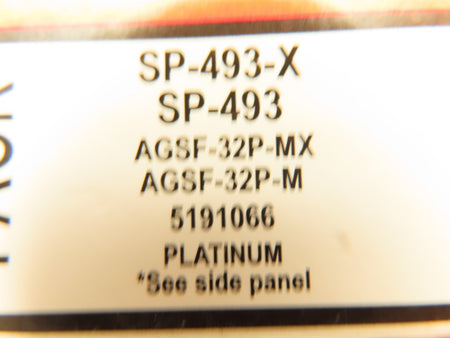 SP-493-X
SP-493
AGSF-32P-MX
AGSF-32P-M
5191066
PLATINUM
*See side panel